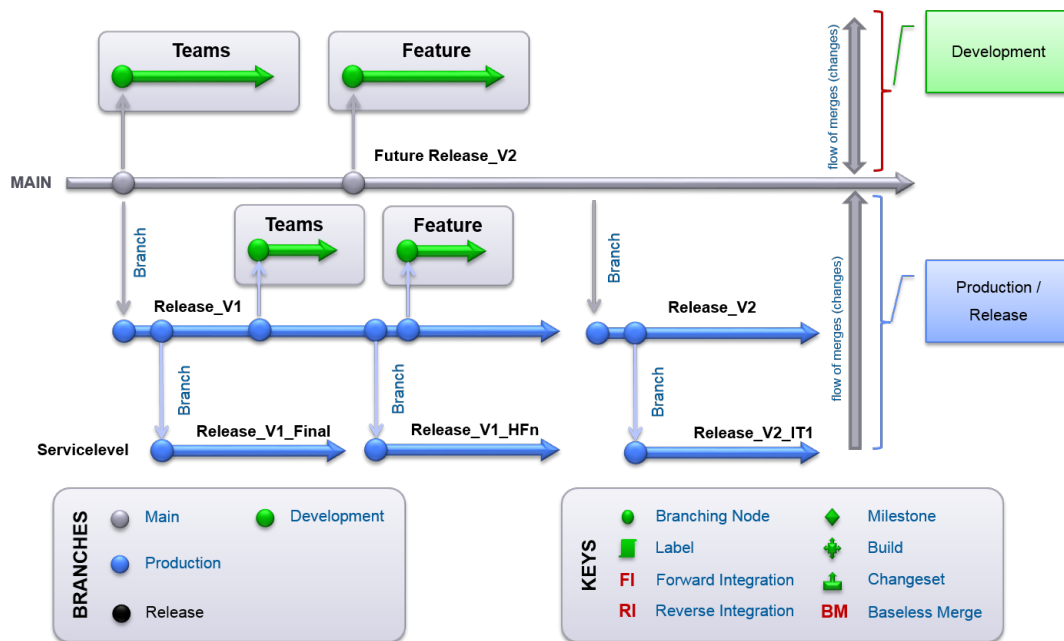 Teams
Feature
Development
flow of merges (changes)
Future Release_V2
MAIN
Teams
Feature
Branch
Branch
flow of merges (changes)
Production /
Release
Release_V1
Release_V2
Branch
Branch
Branch
Servicelevel
Release_V1_Final
Release_V1_HFn
Release_V2_IT1
BRANCHES
Main
Development
Production
Release
KEYS
Branching Node
Milestone
Label
Build
FI Forward Integration
Changeset
RI Reverse Integration
BM Baseless Merge